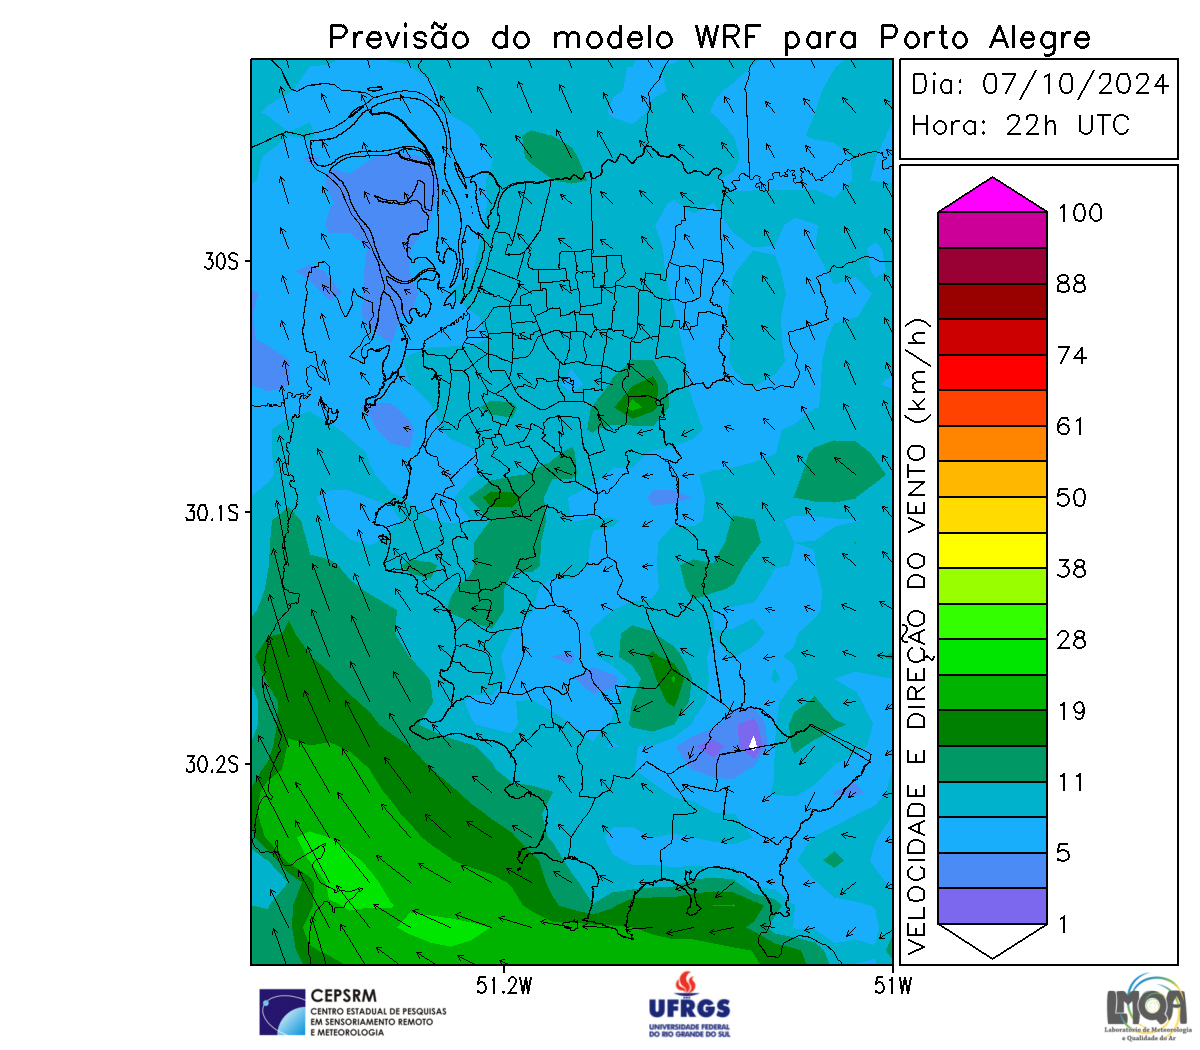 Previsão do modelo WRF para Porto Alegre
Dia: 07/10/2024
Hora: 22h UTC
100
88
74
61
50
38
28
19
11
5
1
VELOCIDADE E DIREÇÃO DO VENTO (km/h)
30S
30.1S
30.2S
51.2W
51W
CEPSRM
CENTRO ESTADUAL DE PESQUISAS
EM SENSORIAMENTO REMOTO
E METEOROLOGIA
UFRGS
UNIVERSIDADE FEDERAL
DO RIO GRANDE DO SUL
LMQA
Laboratório de Meteorologia
e Qualidade do Ar